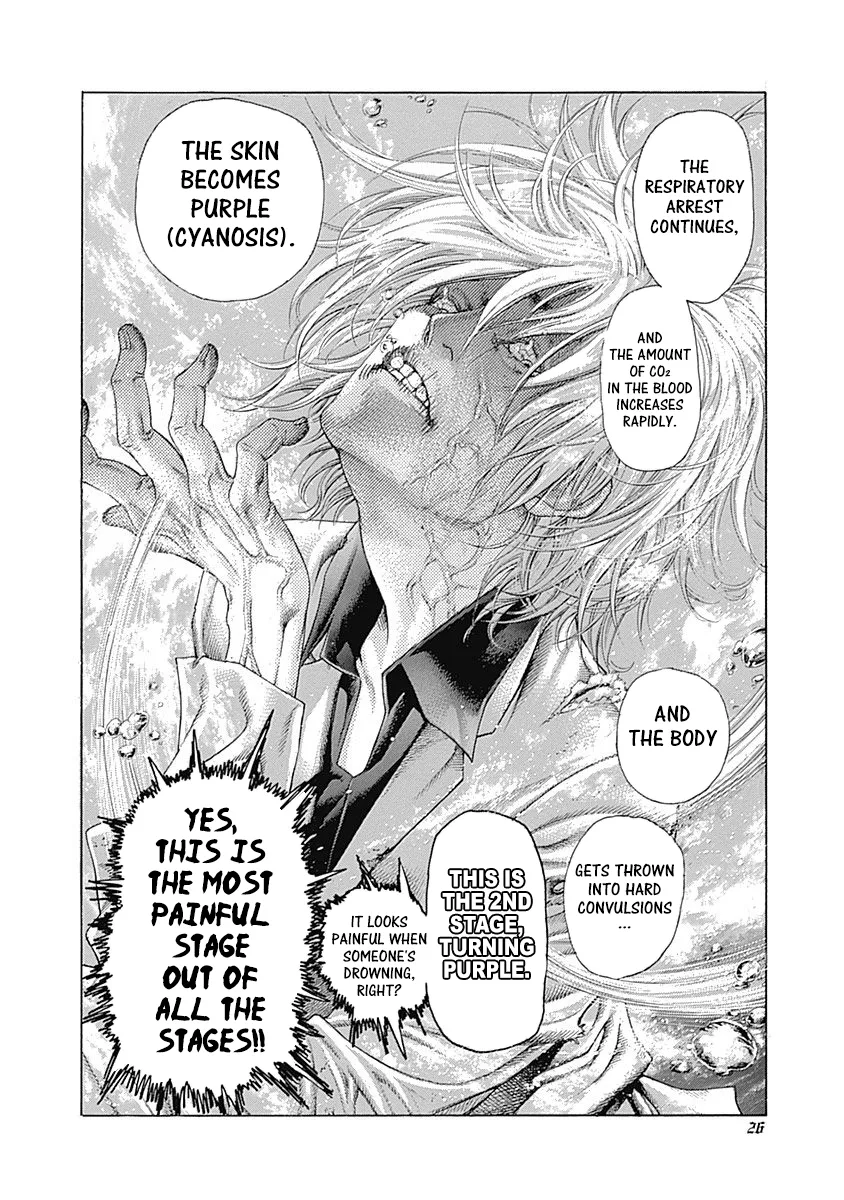 THE
RESPIRATORY
ARREST
CONTINUES,
AND
THE AMOUNT
OF CO₂
IN THE BLOOD
INCREASES
RAPIDLY.
THE SKIN
BECOMES
PURPLE
(CYANOSIS).
AND
THE BODY
GETS THROWN
INTO HARD
CONVULSIONS
...
THIS IS
THE 2ND
STAGE,
TURNING
PURPLE.
IT LOOKS
PAINFUL WHEN
SOMEONE'S
DROWNING,
RIGHT?
YES,
THIS IS
THE MOST
PAINFUL
STAGE
OUT OF
ALL THE
STAGES!!
26